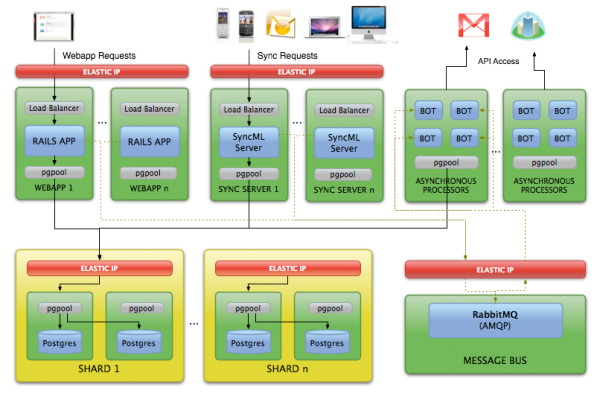 Webapp Requests
Sync Requests
API Access
ELASTIC IP
ELASTIC IP
Load Balancer
...
Load Balancer
RAILS APP
RAILS APP
pgpool
pgpool
WEBAPP 1
WEBAPP n
Load Balancer
...
Load Balancer
SyncML
Server
SyncML
Server
pgpool
pgpool
SYNC SERVER 1
SYNC SERVER n
BOT
BOT
BOT
BOT
pgpool
ASYNCHRONOUS
PROCESSORS
...
BOT
BOT
BOT
BOT
pgpool
ASYNCHRONOUS
PROCESSORS
ELASTIC IP
pgpool
pgpool
Postgres
Postgres
SHARD 1
...
ELASTIC IP
pgpool
pgpool
Postgres
Postgres
SHARD n
ELASTIC IP
RabbitMQ
(AMQP)
MESSAGE BUS